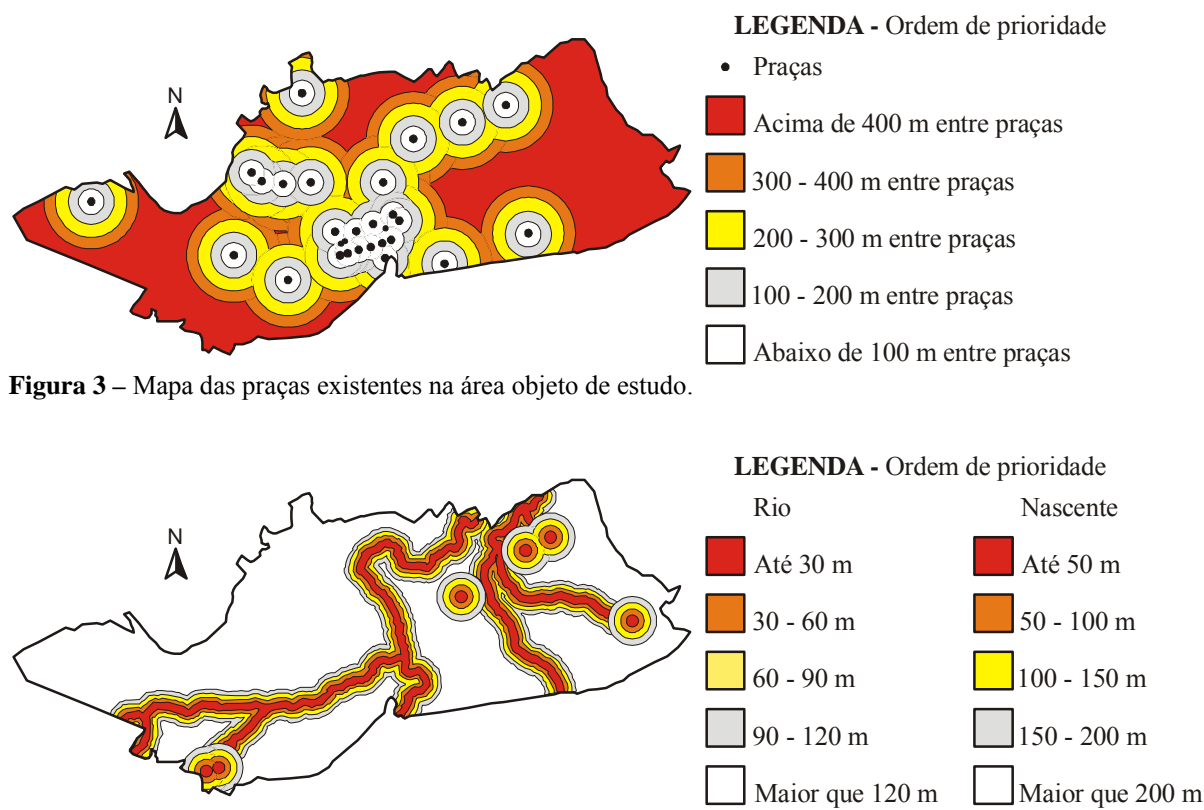 LEGENDA - Ordem de prioridade
N
Praças
Acima de 400 m entre praças
300 - 400 m entre praças
200 - 300 m entre praças
100 - 200 m entre praças
Abaixo de 100 m entre praças
Figura 3 – Mapa das praças existentes na área objeto de estudo.
LEGENDA - Ordem de prioridade
N
Rio
Até 30 m
30 - 60 m
60 - 90 m
90 - 120 m
Maior que 120 m
Nascente
Até 50 m
50 - 100 m
100 - 150 m
150 - 200 m
Maior que 200 m